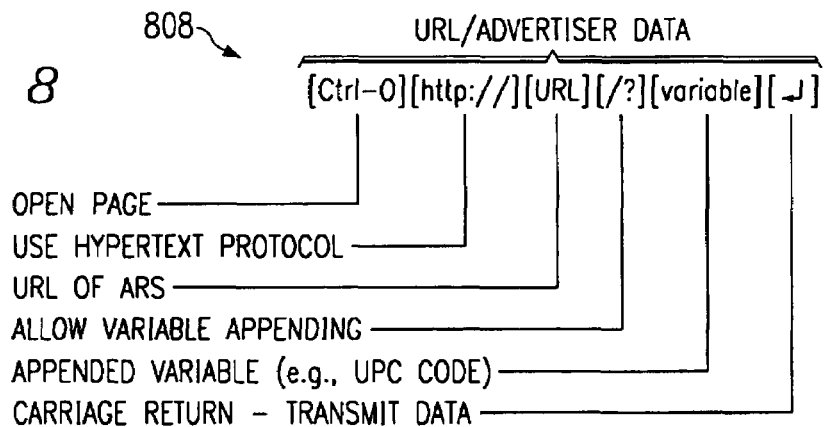 808
URL/ADVERTISER DATA
8
[Ctrl-O][http://][URL][/?][variable][↵]
OPEN PAGE
USE HYPERTEXT PROTOCOL
URL OF ARS
ALLOW VARIABLE APPENDING
APPENDED VARIABLE (e.g., UPC CODE)
CARRIAGE RETURN - TRANSMIT DATA